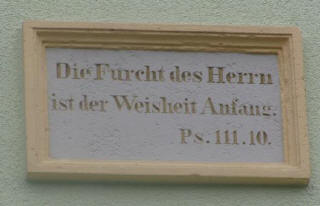 Die Furcht des Herrn
ist der Weisheit Anfang.
Ps. 111. 10.